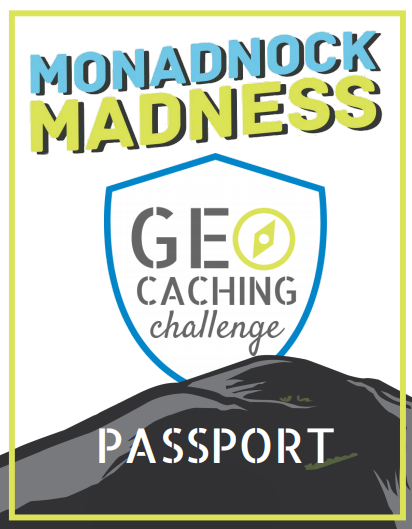 MONADNOCK
MADNESS
GEO
CACHING
challenge
PASSPORT